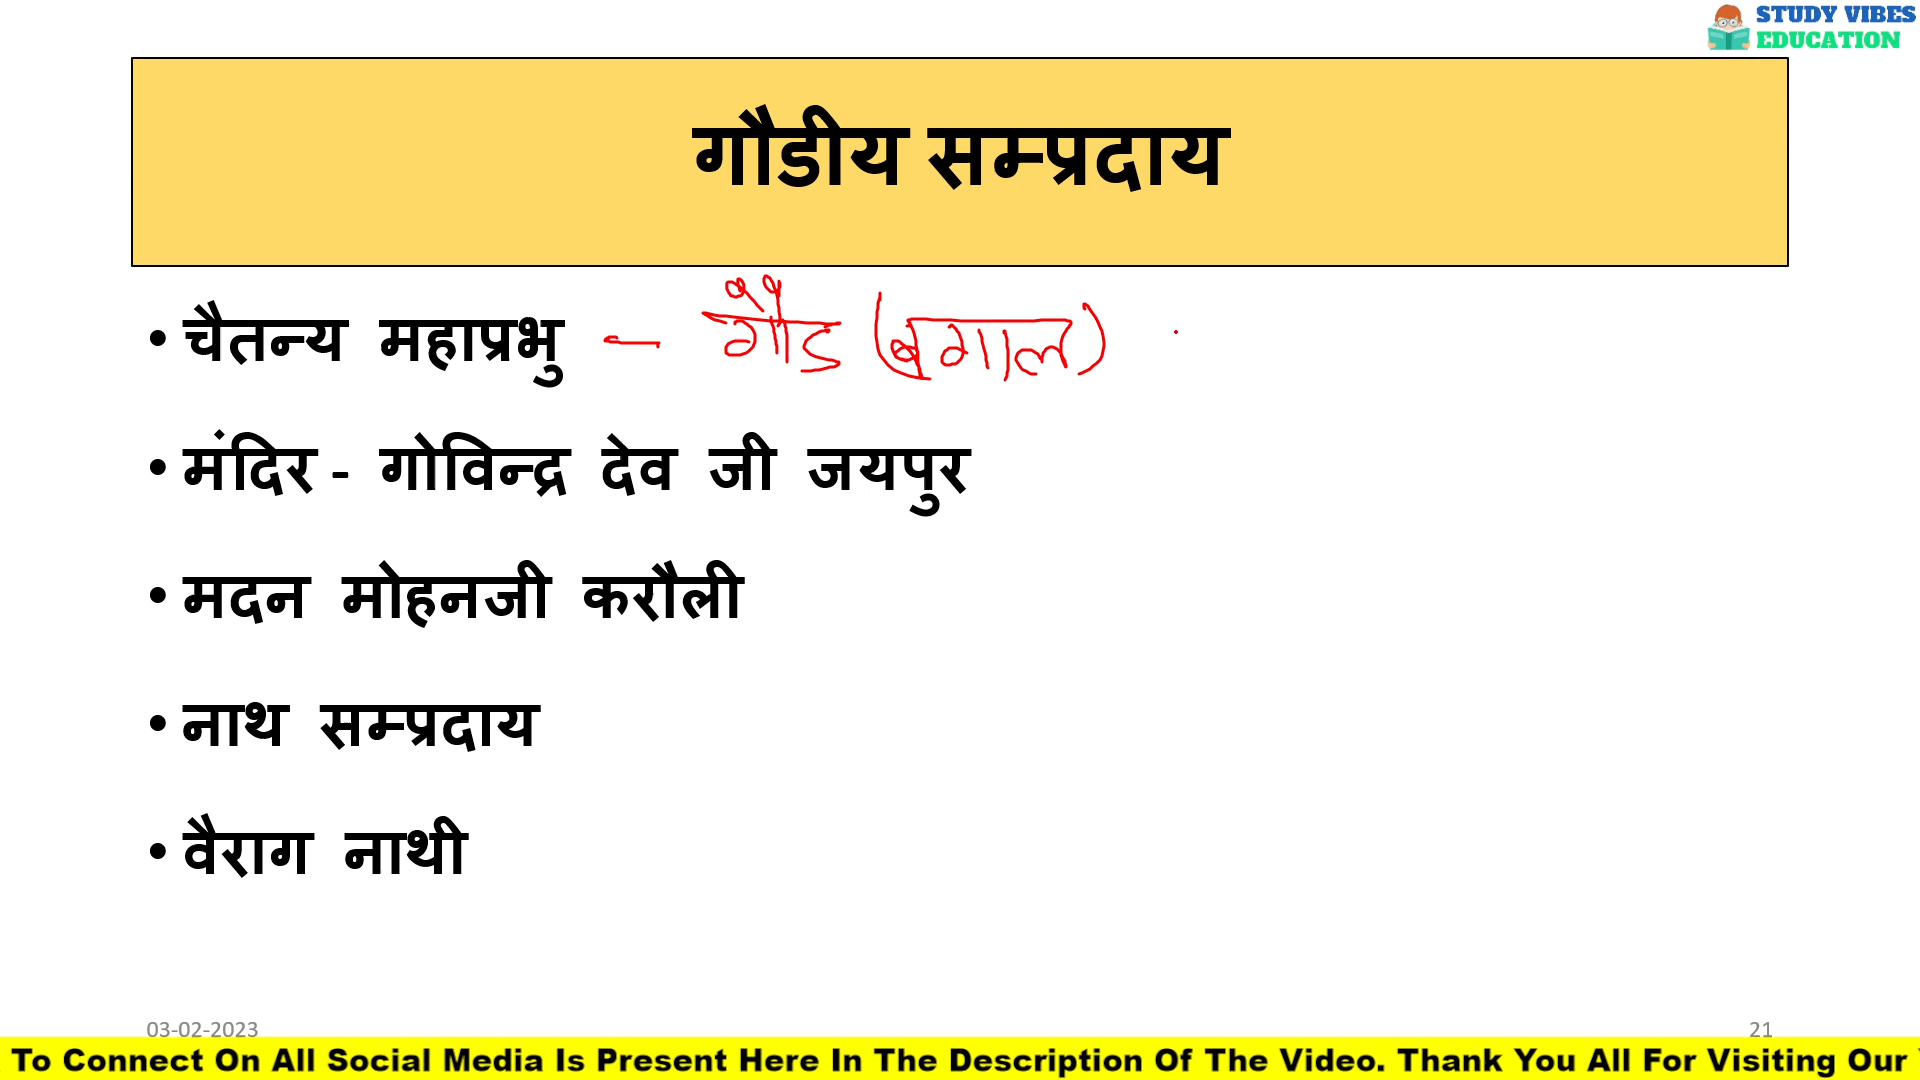 STUDY VIBES
EDUCATION
गौडीय सम्प्रदाय
• चैतन्य महाप्रभु – गौड (बगाल)
• मंदिर - गोविन्द्र देव जी जयपुर
• मदन मोहनजी करौली
• नाथ सम्प्रदाय
• वैराग नाथी
03-02-2023
21
To Connect On All Social Media Is Present Here In The Description Of The Video. Thank You All For Visiting Our